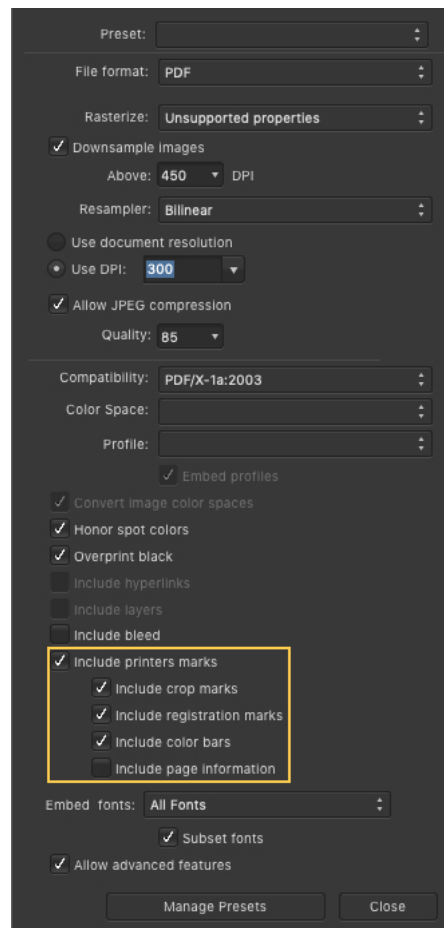 Preset:
File format: PDF
Rasterize: Unsupported properties
Downsample images
Above: 450 DPI
Resampler: Bilinear
Use document resolution
Use DPI: 300
Allow JPEG compression
Quality: 85
Compatibility: PDF/X-1a:2003
Color Space:
Profile:
Embed profiles
Convert image color spaces
Honor spot colors
Overprint black
Include hyperlinks
Include layers
Include bleed
Include printers marks
Include crop marks
Include registration marks
Include color bars
Include page information
Embed fonts: All Fonts
Subset fonts
Allow advanced features
Manage Presets Close